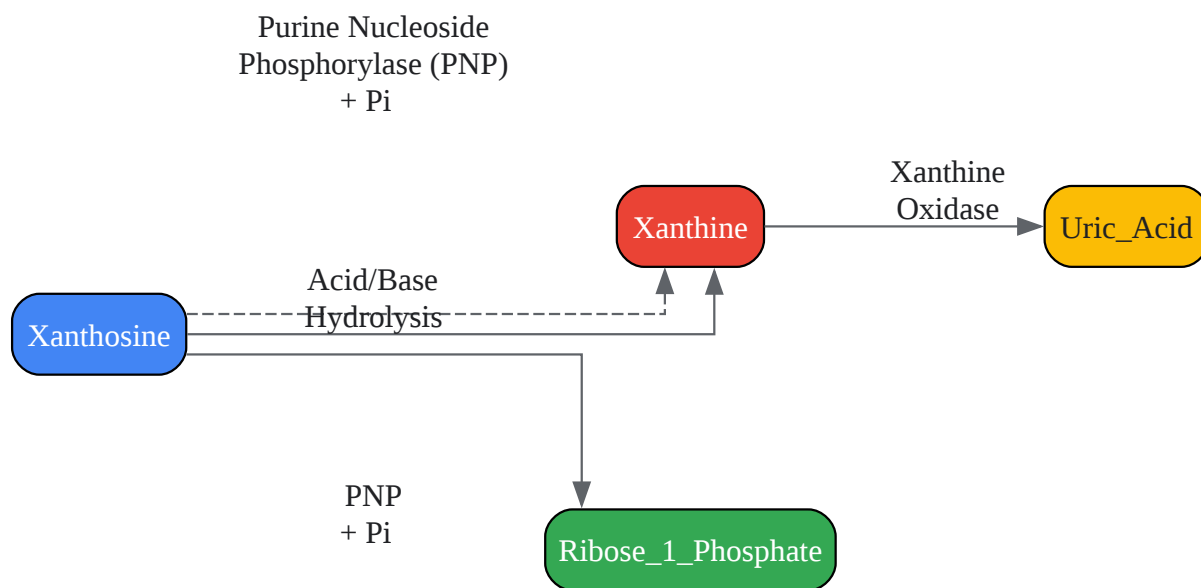 Purine Nucleoside
Phosphorylase (PNP)
+ Pi
Xanthine
Oxidase
Xanthine
Uric_Acid
Acid/Base
Hydrolysis
Xanthosine
PNP
+ Pi
Ribose_1_Phosphate